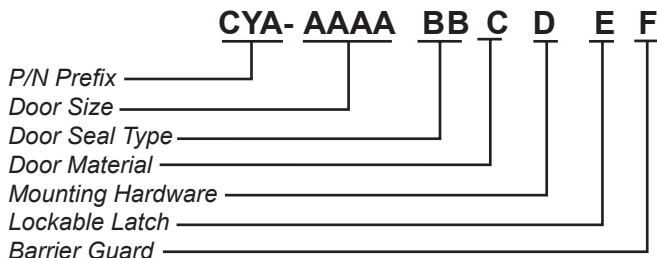 CYA- AAAA BB C D E F
P/N Prefix
Door Size
Door Seal Type
Door Material
Mounting Hardware
Lockable Latch
Barrier Guard